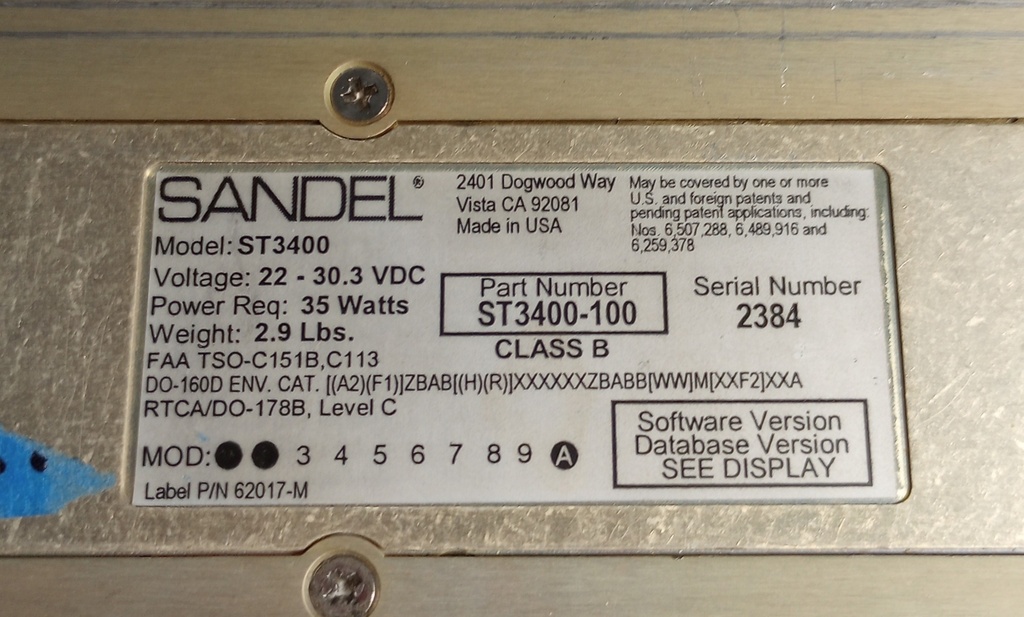 SANDEL®
2401 Dogwood Way
Vista CA 92081
Made in USA
May be covered by one or more
U.S. and foreign patents and
pending patent applications, including:
Nos. 6,507,288, 6,489,916 and
6,259,378
Model: ST3400
Voltage: 22 - 30.3 VDC
Power Req: 35 Watts
Weight: 2.9 Lbs.
Part Number
ST3400-100
CLASS B
Serial Number
2384
FAA TSO-C151B,C113
DO-160D ENV. CAT. [(A2)(F1)]ZBAB[(H)(R)]XXXXXXZBABB[WW]M[XXF2]XXA
RTCA/DO-178B, Level C
MOD: ● ● 3 4 5 6 7 8 9 A
Software Version
Database Version
SEE DISPLAY
Label P/N 62017-M